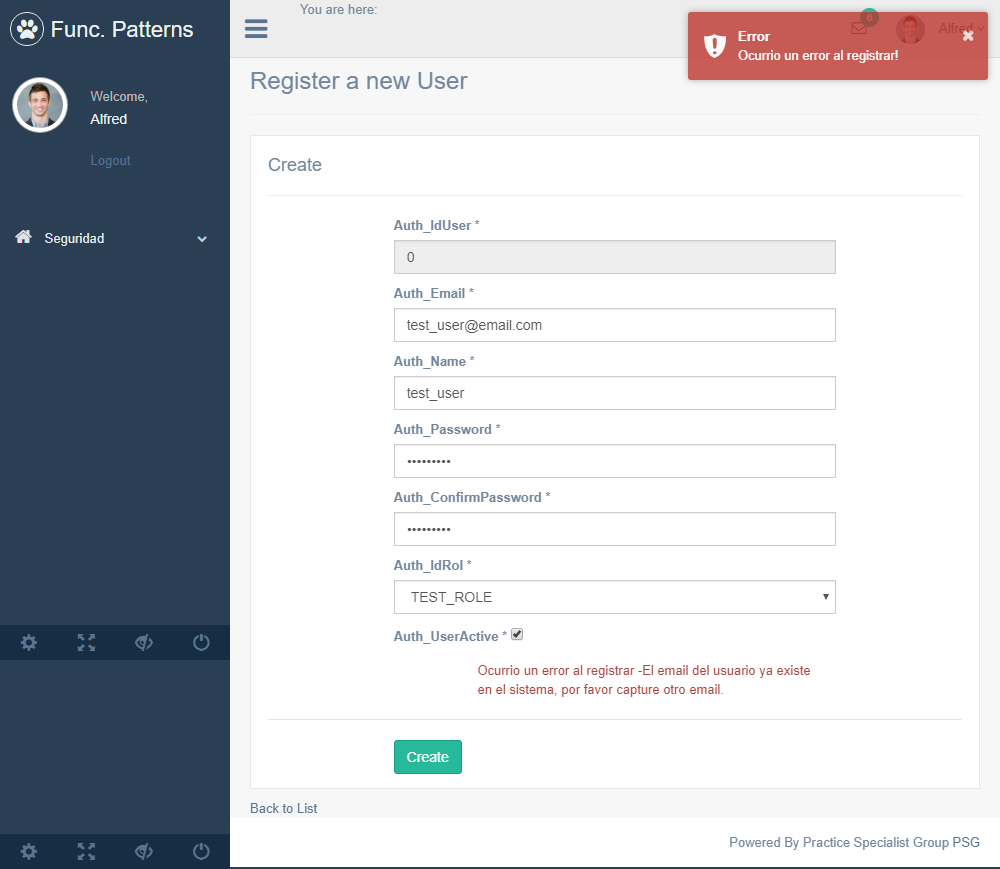 Func. Patterns
Welcome,
Alfred
Logout
Seguridad
You are here:
6
Alfred
Error
Ocurrio un error al registrar!
Register a new User
Create
Auth_IdUser *
0
Auth_Email *
test_user@email.com
Auth_Name *
test_user
Auth_Password *
•••••••••
Auth_ConfirmPassword *
•••••••••
Auth_IdRol *
TEST_ROLE
Auth_UserActive *
Ocurrio un error al registrar -El email del usuario ya existe
en el sistema, por favor capture otro email.
Create
Back to List
Powered By Practice Specialist Group PSG